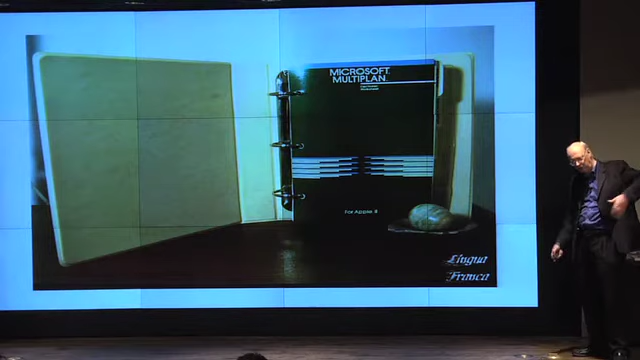 MICROSOFT
MULTIPLAN
For Apple II
Lingua
Franca